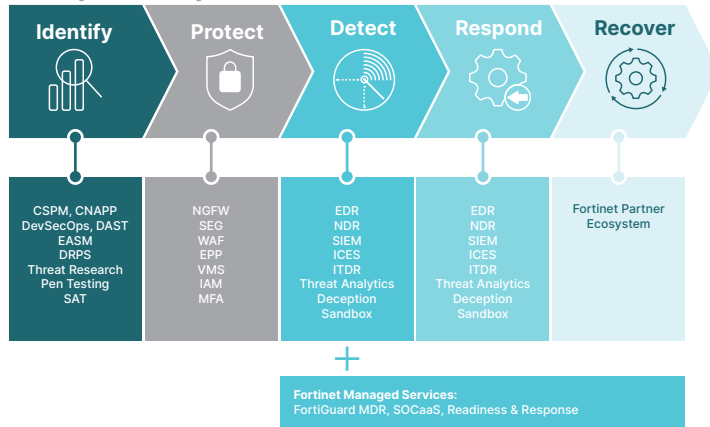 Identify
Protect
Detect
Respond
Recover
CSPM, CNAPP
DevSecOps, DAST
EASM
DRPS
Threat Research
Pen Testing
SAT
NGFW
SEG
WAF
EPP
VMS
IAM
MFA
EDR
NDR
SIEM
ICES
ITDR
Threat Analytics
Deception
Sandbox
EDR
NDR
SIEM
ICES
ITDR
Threat Analytics
Deception
Sandbox
Fortinet Partner
Ecosystem
Fortinet Managed Services:
FortiGuard MDR, SOCaaS, Readiness & Response